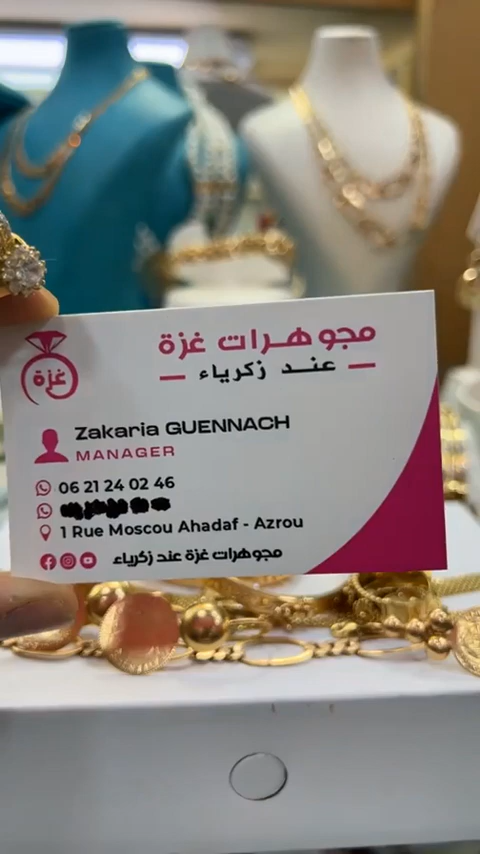 مجوهرات غزة
عند زكرياء
غزة
Zakaria GUENNACH
MANAGER
06 21 24 02 46
1 Rue Moscou Ahadaf - Azrou
مجوهرات غزة عند زكرياء